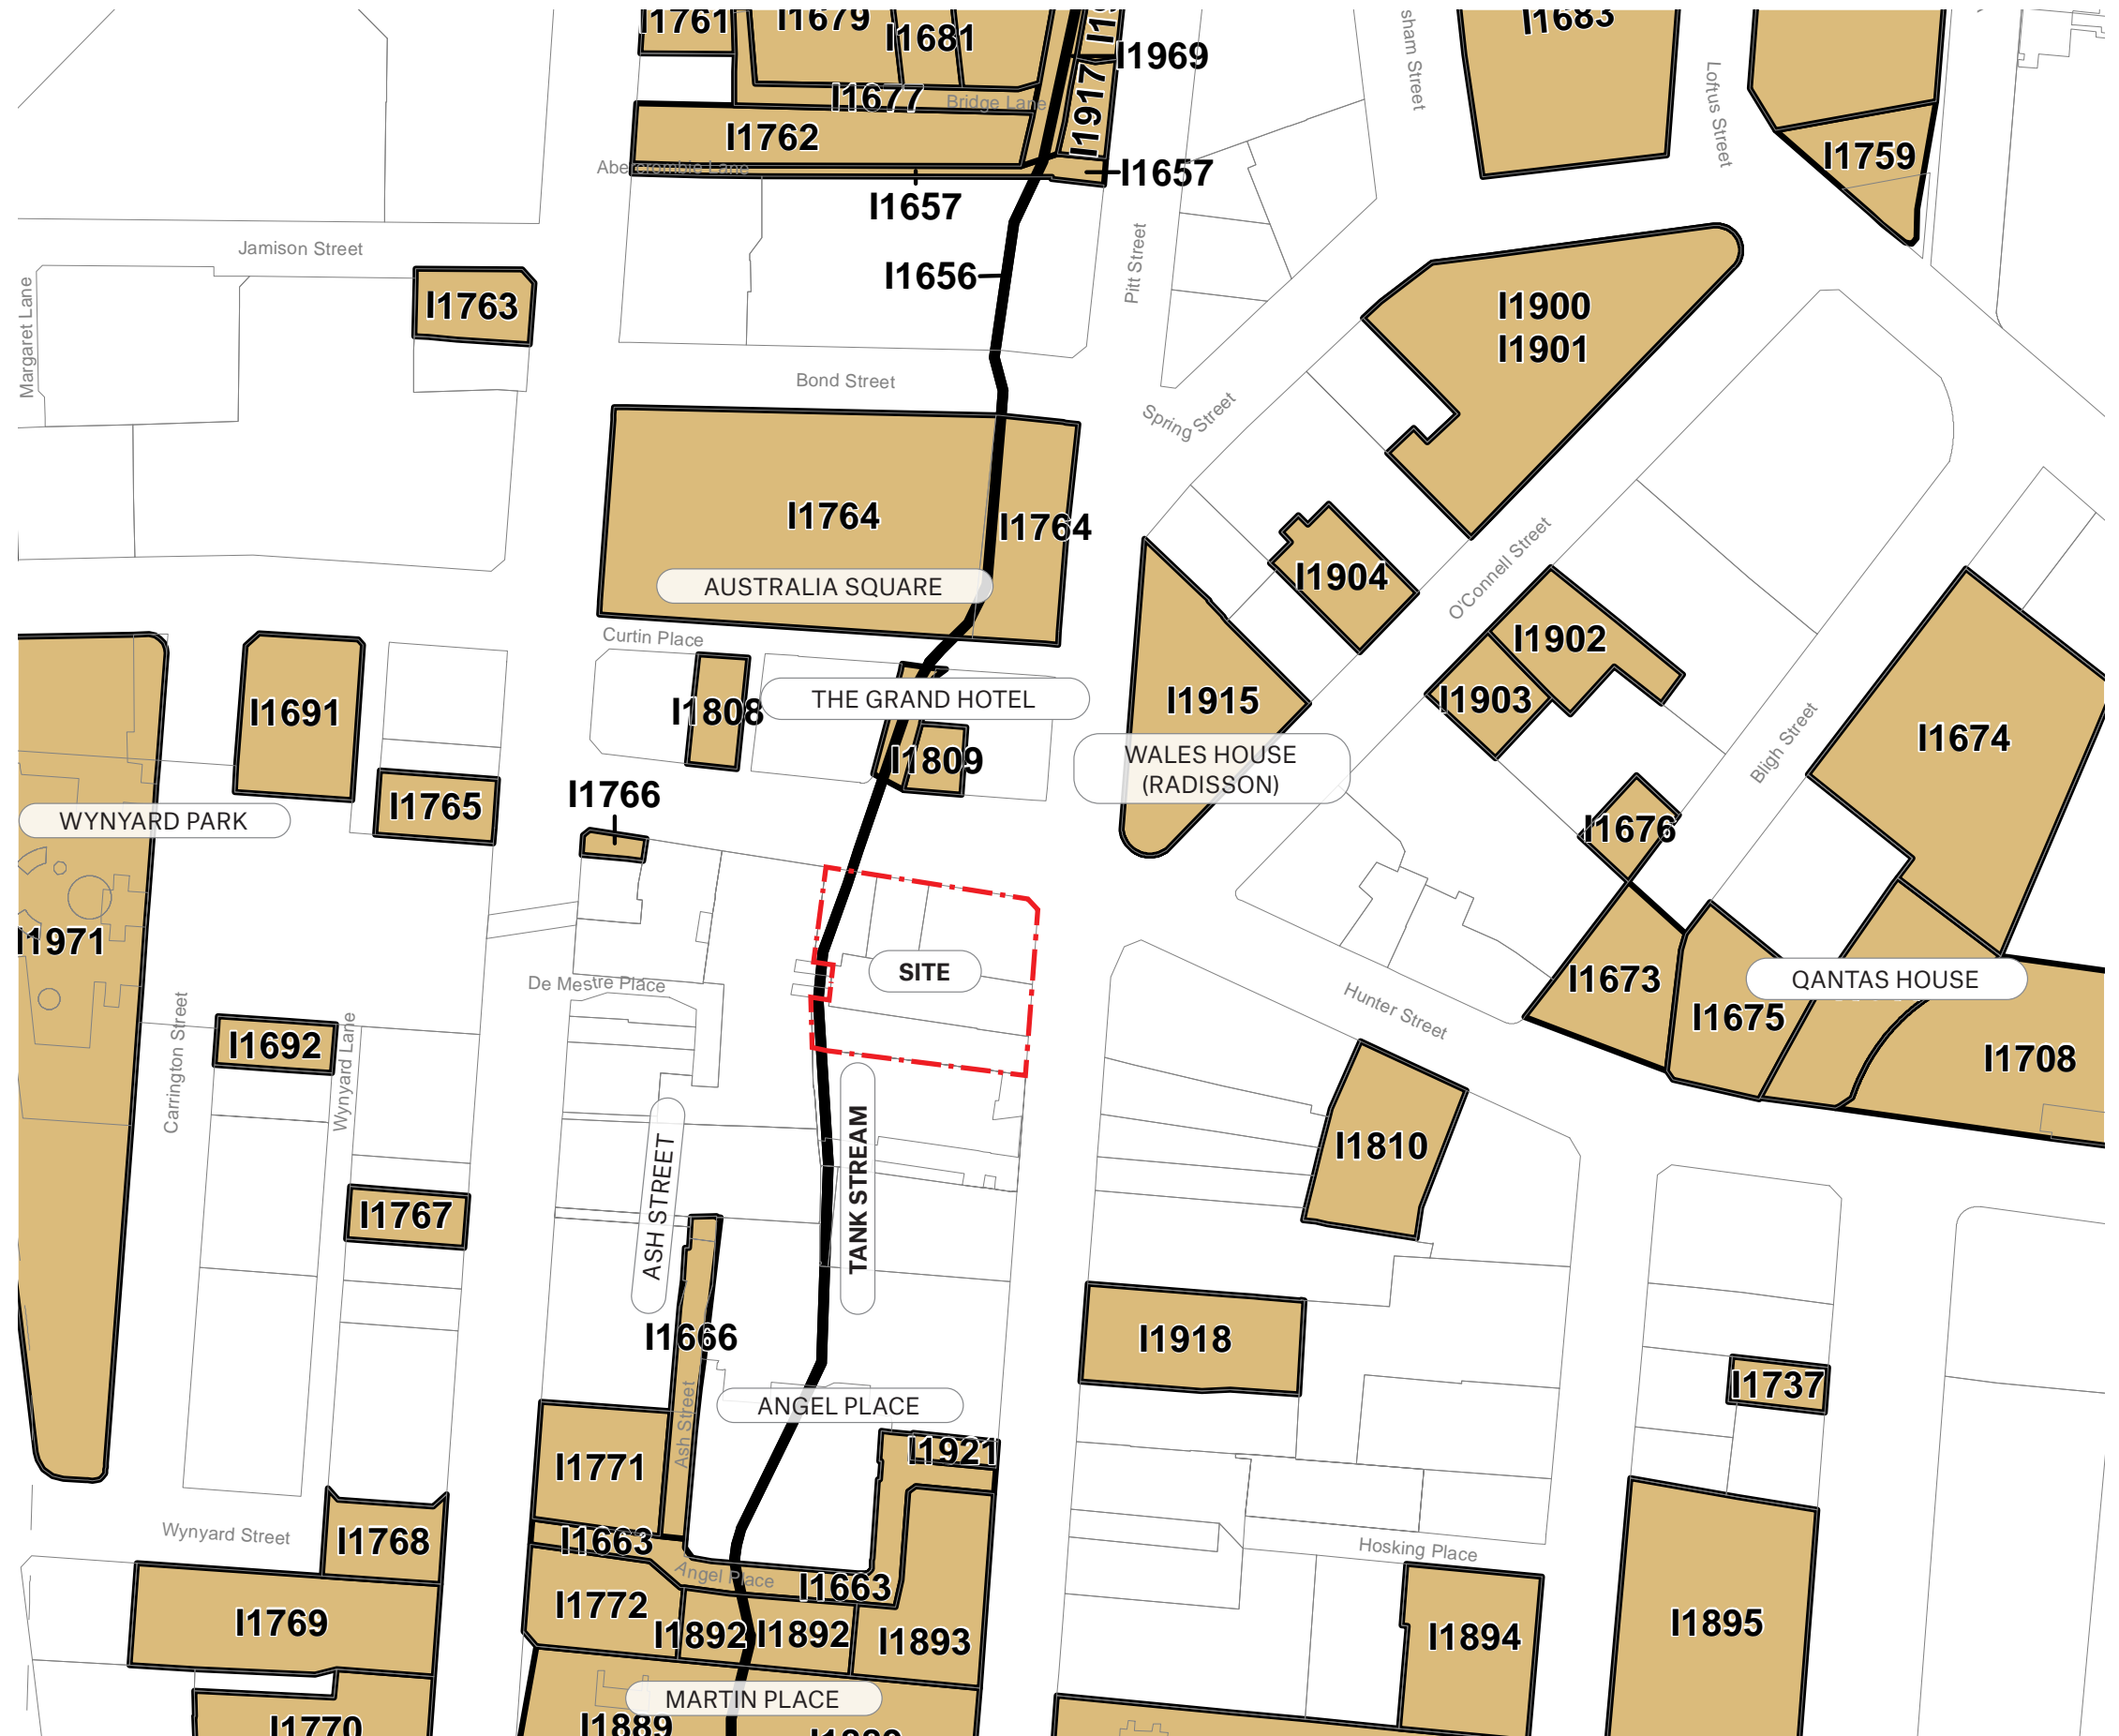 I1761
I1679
I1681
I1683
sham Street
Loftus Street
I1969
I1917
I1677
Bridge Lane
I1762
I1759
Abercrombie Lane
I1657
I1657
Jamison Street
Pitt Street
I1656
Margaret Lane
I1763
I1900
I1901
Bond Street
Spring Street
I1764
I1764
O'Connell Street
I1904
AUSTRALIA SQUARE
Curtin Place
I1902
I1903
I1915
THE GRAND HOTEL
I1691
I1808
I1809
I1674
Bligh Street
WALES HOUSE
(RADISSON)
I1765
I1766
WYNYARD PARK
I1676
I1971
SITE
De Mestre Place
I1673
QANTAS HOUSE
I1675
Hunter Street
I1708
Carrington Street
I1692
Wynyard Lane
I1810
ASH STREET
TANK STREAM
I1767
I1666
I1918
I1737
ANGEL PLACE
Ash Street
I1921
I1771
Wynyard Street
I1768
I1663
Hosking Place
Angel Place
I1663
I1772
I1769
I1892
I1892
I1893
I1894
I1895
MARTIN PLACE
I1770
I1889